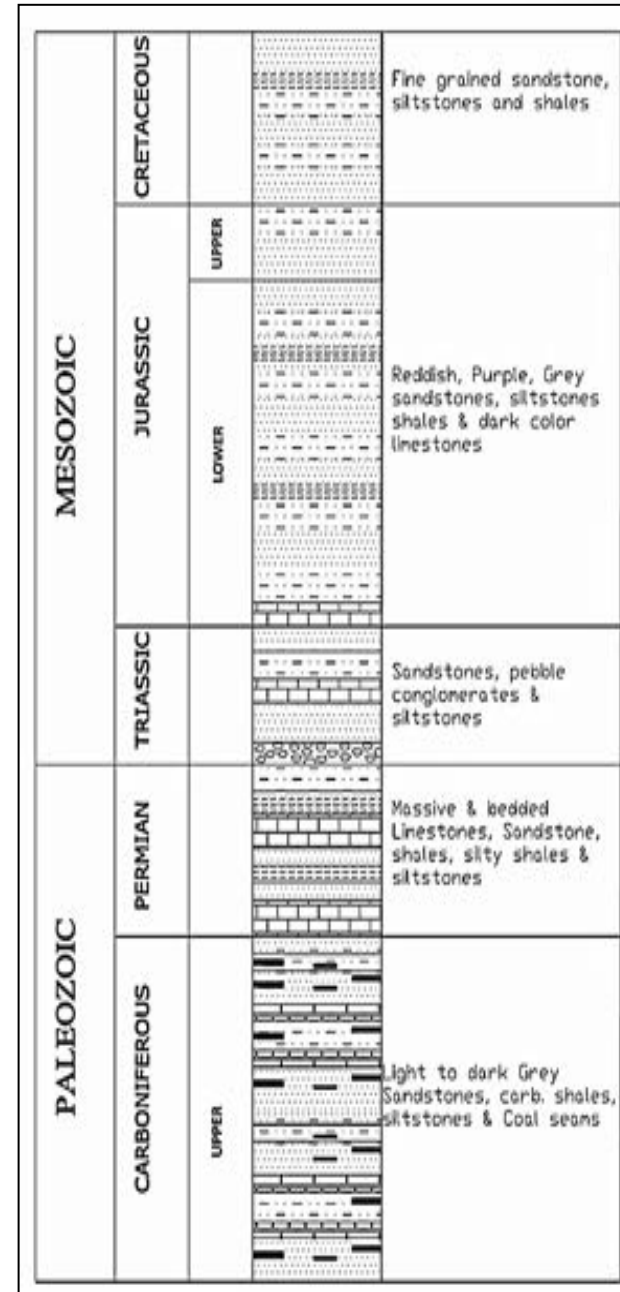 MESOZOIC
CRETACEOUS
Fine grained sandstone,
siltstones and shales
JURASSIC
UPPER
LOWER
Reddish, Purple, Grey
sandstones, siltstones
shales & dark color
linestones
TRIASSIC
Sandstones, pebble
conglomerates &
siltstones
PALEOZOIC
PERMIAN
Massive & bedded
Linestones, Sandstone,
shales, silty shales &
siltstones
CARBONIFEROUS
UPPER
Light to dark Grey
Sandstones, carb. shales,
siltstones & Coal seams